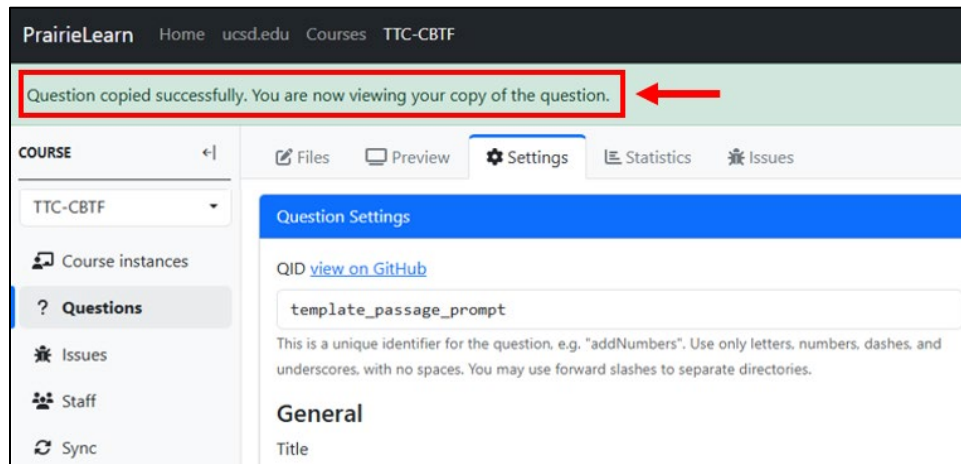 PrairieLearn Home ucsd.edu Courses TTC-CBTF
Question copied successfully. You are now viewing your copy of the question.
COURSE
Files Preview Settings Statistics Issues
TTC-CBTF
Question Settings
Course instances
QID view on GitHub
? Questions
template_passage_prompt
This is a unique identifier for the question, e.g. "addNumbers". Use only letters, numbers, dashes, and
Issues
underscores, with no spaces. You may use forward slashes to separate directories.
Staff
General
Sync
Title